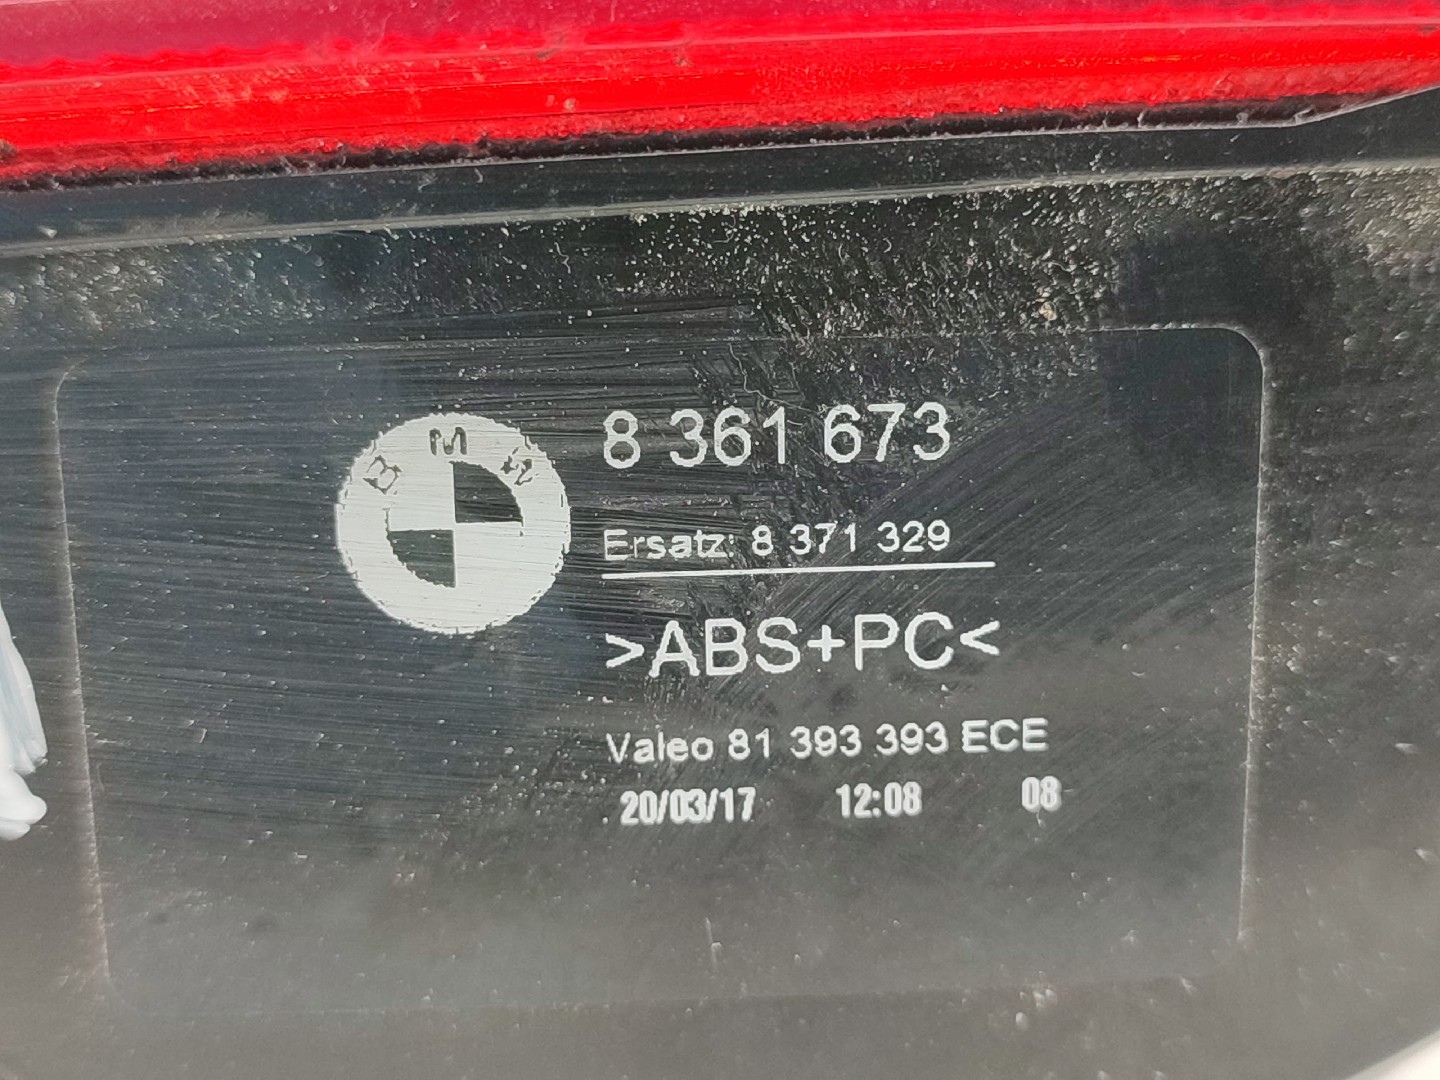 BMW
8 361 673
Ersatz: 8 371 329
>ABS+PC<
Valeo 81 393 393 ECE
20/03/17 12:08 08